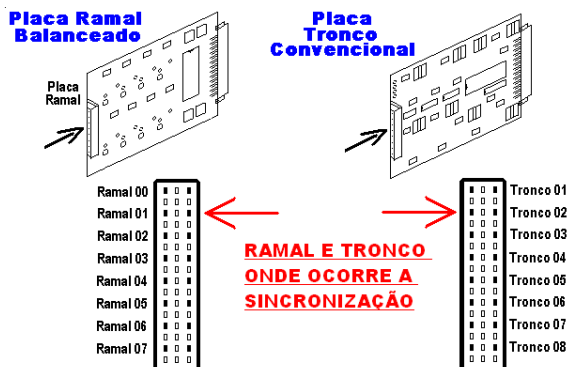 Placa Ramal
Balanceado
Placa
Tronco
Convencional
Placa
Ramal
Ramal 00
Ramal 01
Ramal 02
Ramal 03
Ramal 04
Ramal 05
Ramal 06
Ramal 07
RAMAL E TRONCO
ONDE OCORRE A
SINCRONIZAÇÃO
Tronco 01
Tronco 02
Tronco 03
Tronco 04
Tronco 05
Tronco 06
Tronco 07
Tronco 08